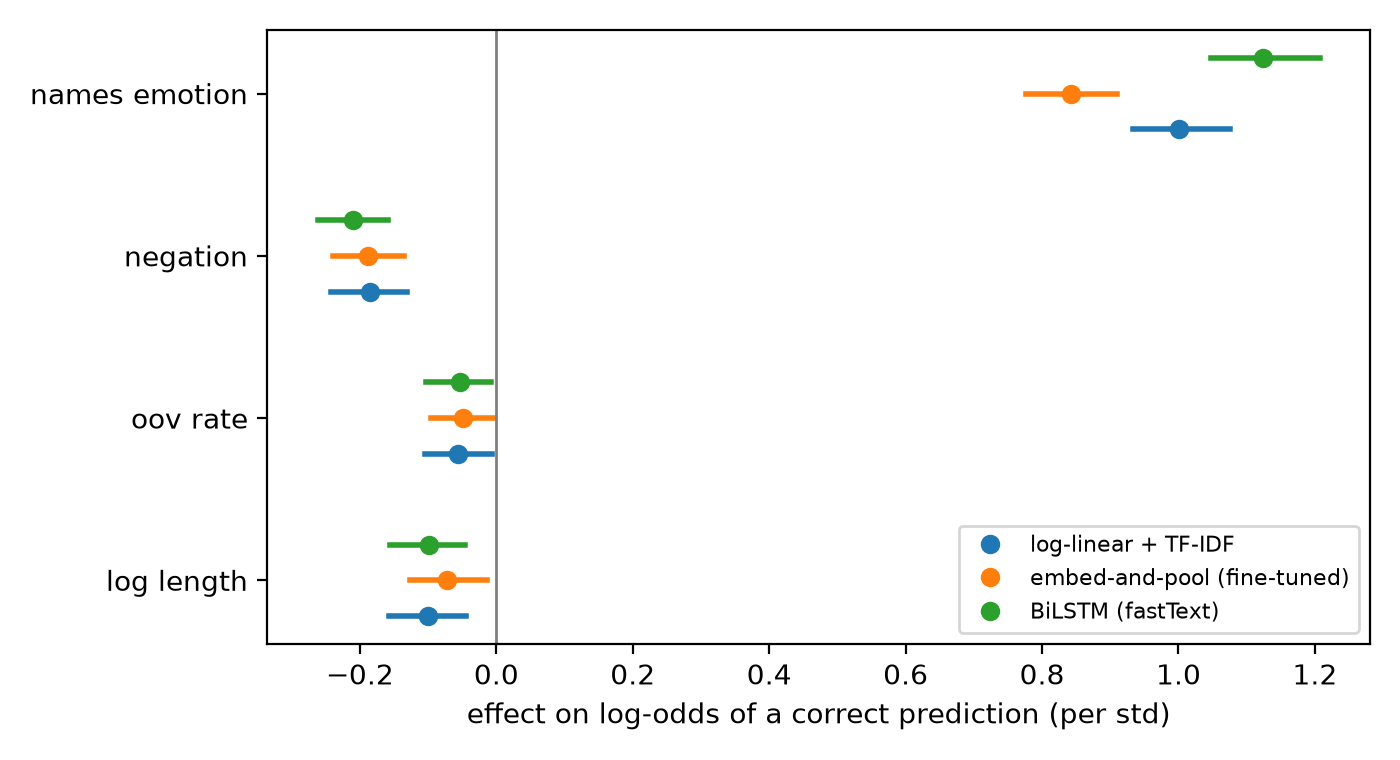 names emotion
negation
oov rate
log length
log-linear + TF-IDF
embed-and-pool (fine-tuned)
BiLSTM (fastText)
−0.2 0.0 0.2 0.4 0.6 0.8 1.0 1.2
effect on log-odds of a correct prediction (per std)